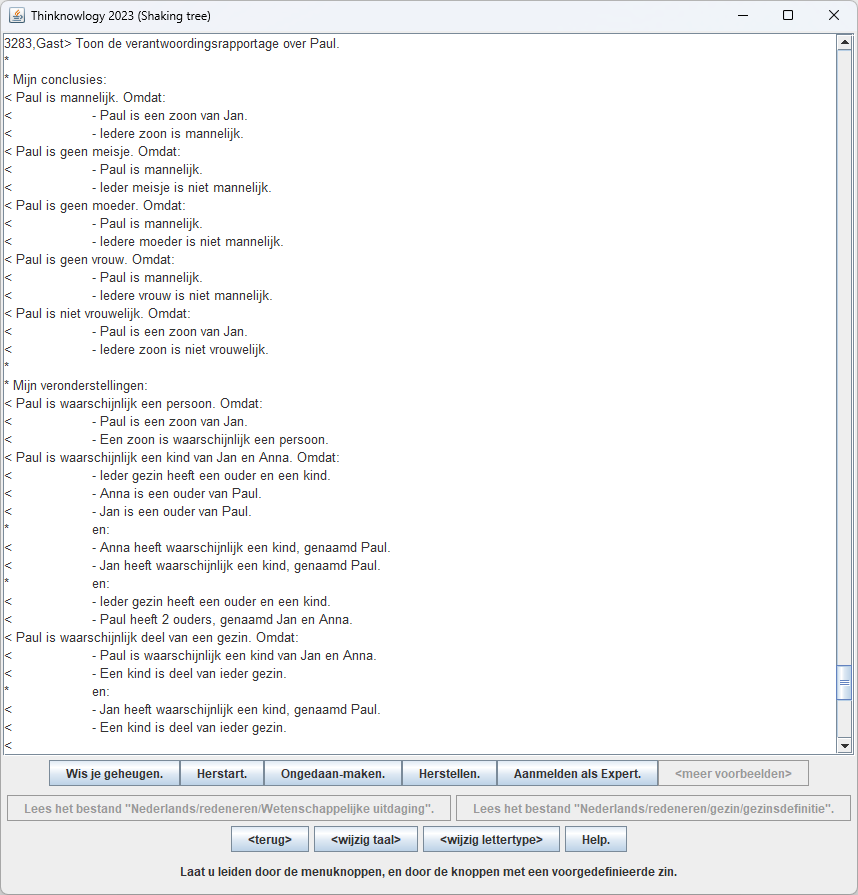 Thinknowlogy 2023 (Shaking tree)
3283,Gast> Toon de verantwoordingsrapportage over Paul.
*
* Mijn conclusies:
< Paul is mannelijk. Omdat:
< - Paul is een zoon van Jan.
< - Iedere zoon is mannelijk.
< Paul is geen meisje. Omdat:
< - Paul is mannelijk.
< - Ieder meisje is niet mannelijk.
< Paul is geen moeder. Omdat:
< - Paul is mannelijk.
< - Iedere moeder is niet mannelijk.
< Paul is geen vrouw. Omdat:
< - Paul is mannelijk.
< - Iedere vrouw is niet mannelijk.
< Paul is niet vrouwelijk. Omdat:
< - Paul is een zoon van Jan.
< - Iedere zoon is niet vrouwelijk.
*
* Mijn veronderstellingen:
< Paul is waarschijnlijk een persoon. Omdat:
< - Paul is een zoon van Jan.
< - Een zoon is waarschijnlijk een persoon.
< Paul is waarschijnlijk een kind van Jan en Anna. Omdat:
< - Ieder gezin heeft een ouder en een kind.
< - Anna is een ouder van Paul.
< - Jan is een ouder van Paul.
* en:
< - Anna heeft waarschijnlijk een kind, genaamd Paul.
< - Jan heeft waarschijnlijk een kind, genaamd Paul.
* en:
< - Ieder gezin heeft een ouder en een kind.
< - Paul heeft 2 ouders, genaamd Jan en Anna.
< Paul is waarschijnlijk deel van een gezin. Omdat:
< - Paul is waarschijnlijk een kind van Jan en Anna.
< - Een kind is deel van ieder gezin.
* en:
< - Jan heeft waarschijnlijk een kind, genaamd Paul.
< - Een kind is deel van ieder gezin.
<
Wis je geheugen. Herstart. Ongedaan-maken. Herstellen. Aanmelden als Expert. <meer voorbeelden>
Lees het bestand "Nederlands/redeneren/Wetenschappelijke uitdaging". Lees het bestand "Nederlands/redeneren/gezin/gezinsdefinitie".
<terug> <wijzig taal> <wijzig lettertype> Help.
Laat u leiden door de menuknoppen, en door de knoppen met een voorgedefinieerde zin.